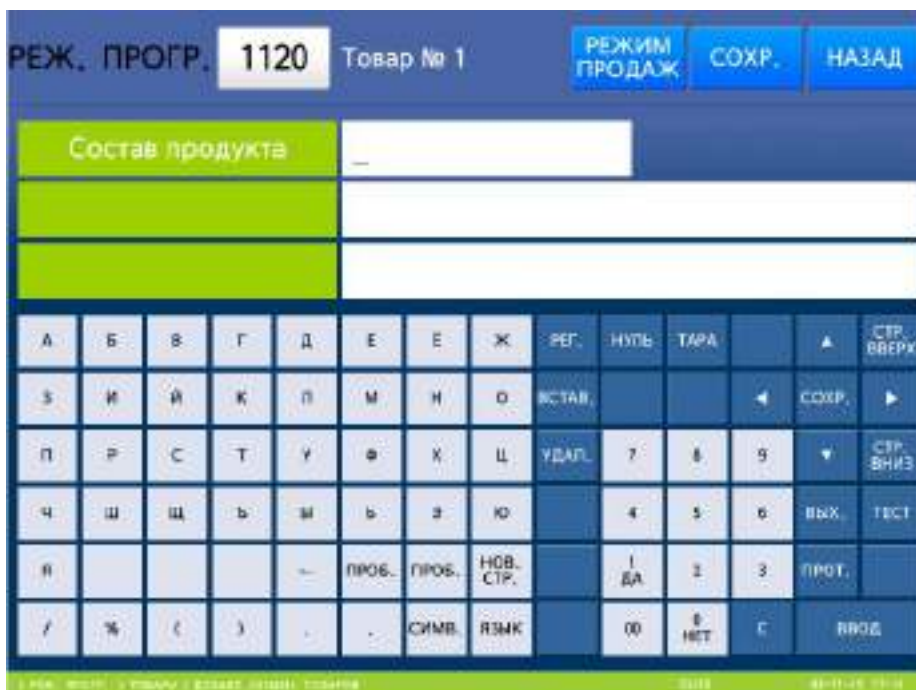 РЕЖ. ПРОГР. 1120 Товар № 1 РЕЖИМ ПРОДАЖ СОХР. НАЗАД
Состав продукта _
А Б В Г Д Е Ё Ж РЕГ. НУЛЬ ТАРА ▲ СТР. ВВЕРХ
З И Й К Л М Н О ВСТАВ. ◀ СОХР. ▶
П Р С Т У Ф Х Ц УДАЛ. 7 8 9 ▼ СТР. ВНИЗ
Ч Ш Щ Ъ Ы Ь Э Ю 4 5 6 ВЫХ. ТЕСТ
Я ← ПРОБ. ПРОБ. НОВ. СТР. 1 ДА 2 3 ПРОТ.
/ % ( ) , . СИМВ. ЯЗЫК 00 0 НЕТ C ВВОД